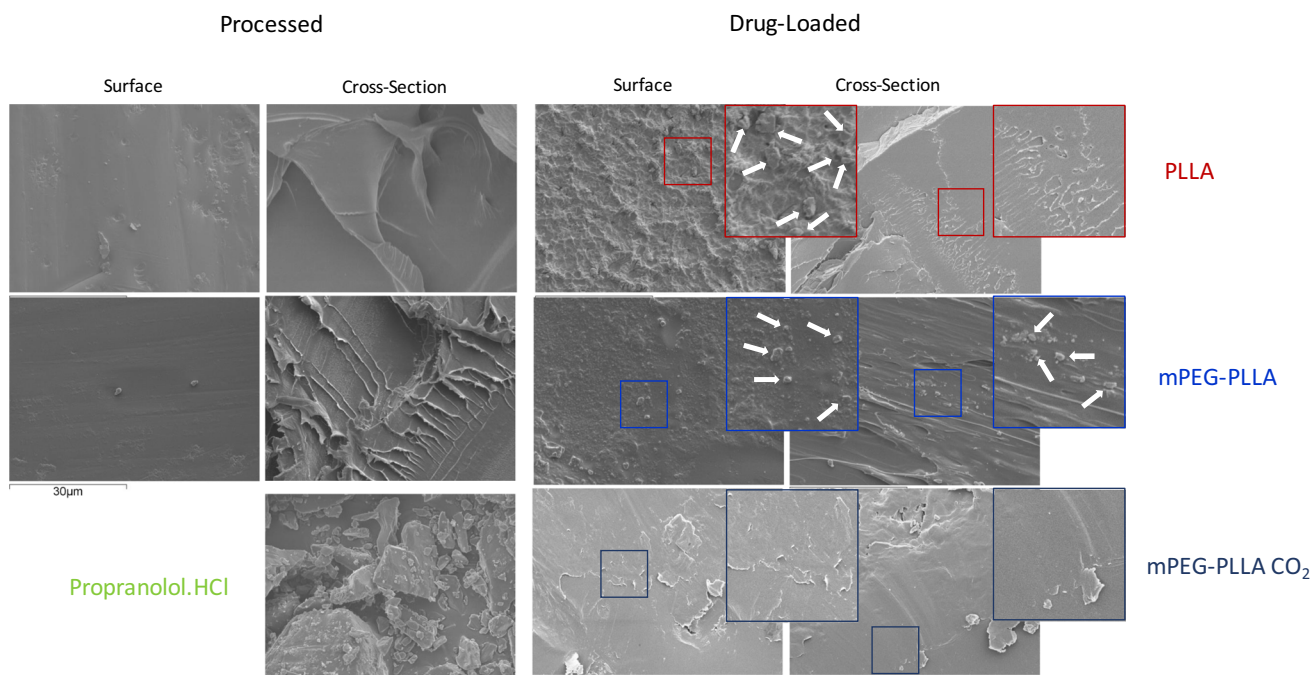 Processed
Drug-Loaded
Surface
Cross-Section
Surface
Cross-Section
PLLA
mPEG-PLLA
30µm
Propranolol.HCl
mPEG-PLLA CO₂